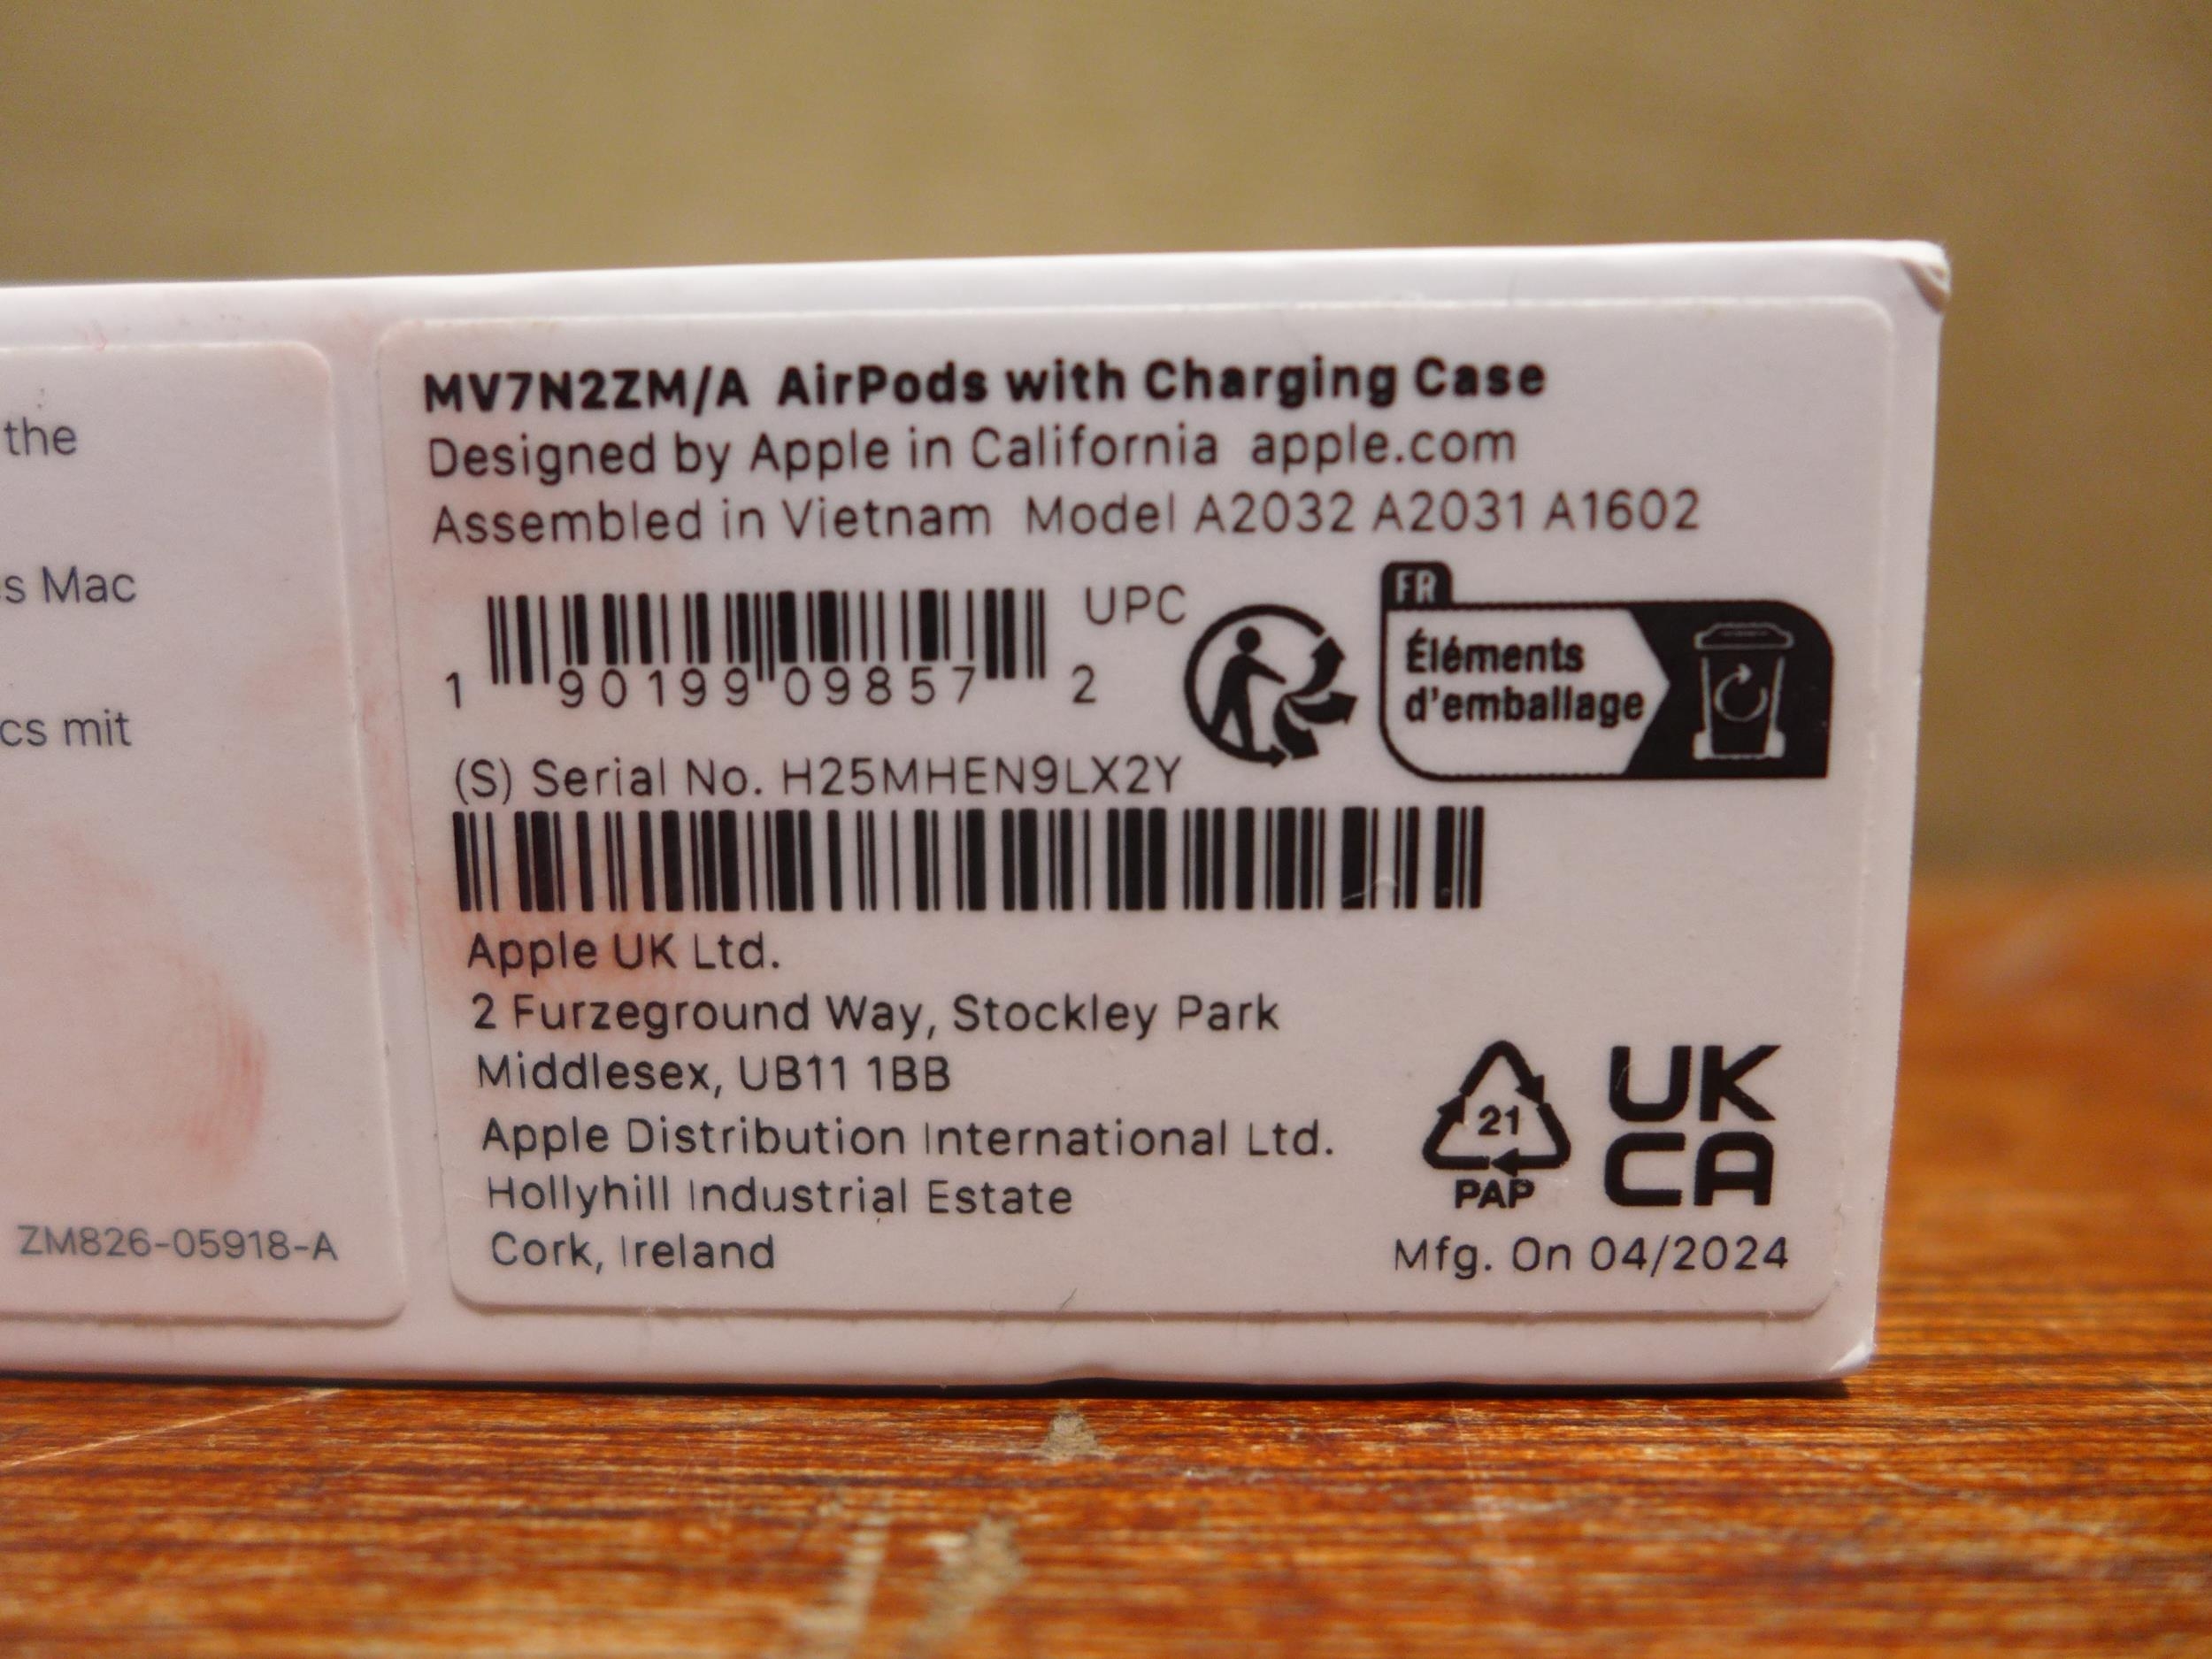 the
s Mac
cs mit
ZM826-05918-A
MV7N2ZM/A AirPods with Charging Case
Designed by Apple in California apple.com
Assembled in Vietnam Model A2032 A2031 A1602
UPC
1 90199 09857 2
FR
Éléments
d'emballage
(S) Serial No. H25MHEN9LX2Y
Apple UK Ltd.
2 Furzeground Way, Stockley Park
Middlesex, UB11 1BB
Apple Distribution International Ltd.
Hollyhill Industrial Estate
Cork, Ireland
21
PAP
UK
CA
Mfg. On 04/2024